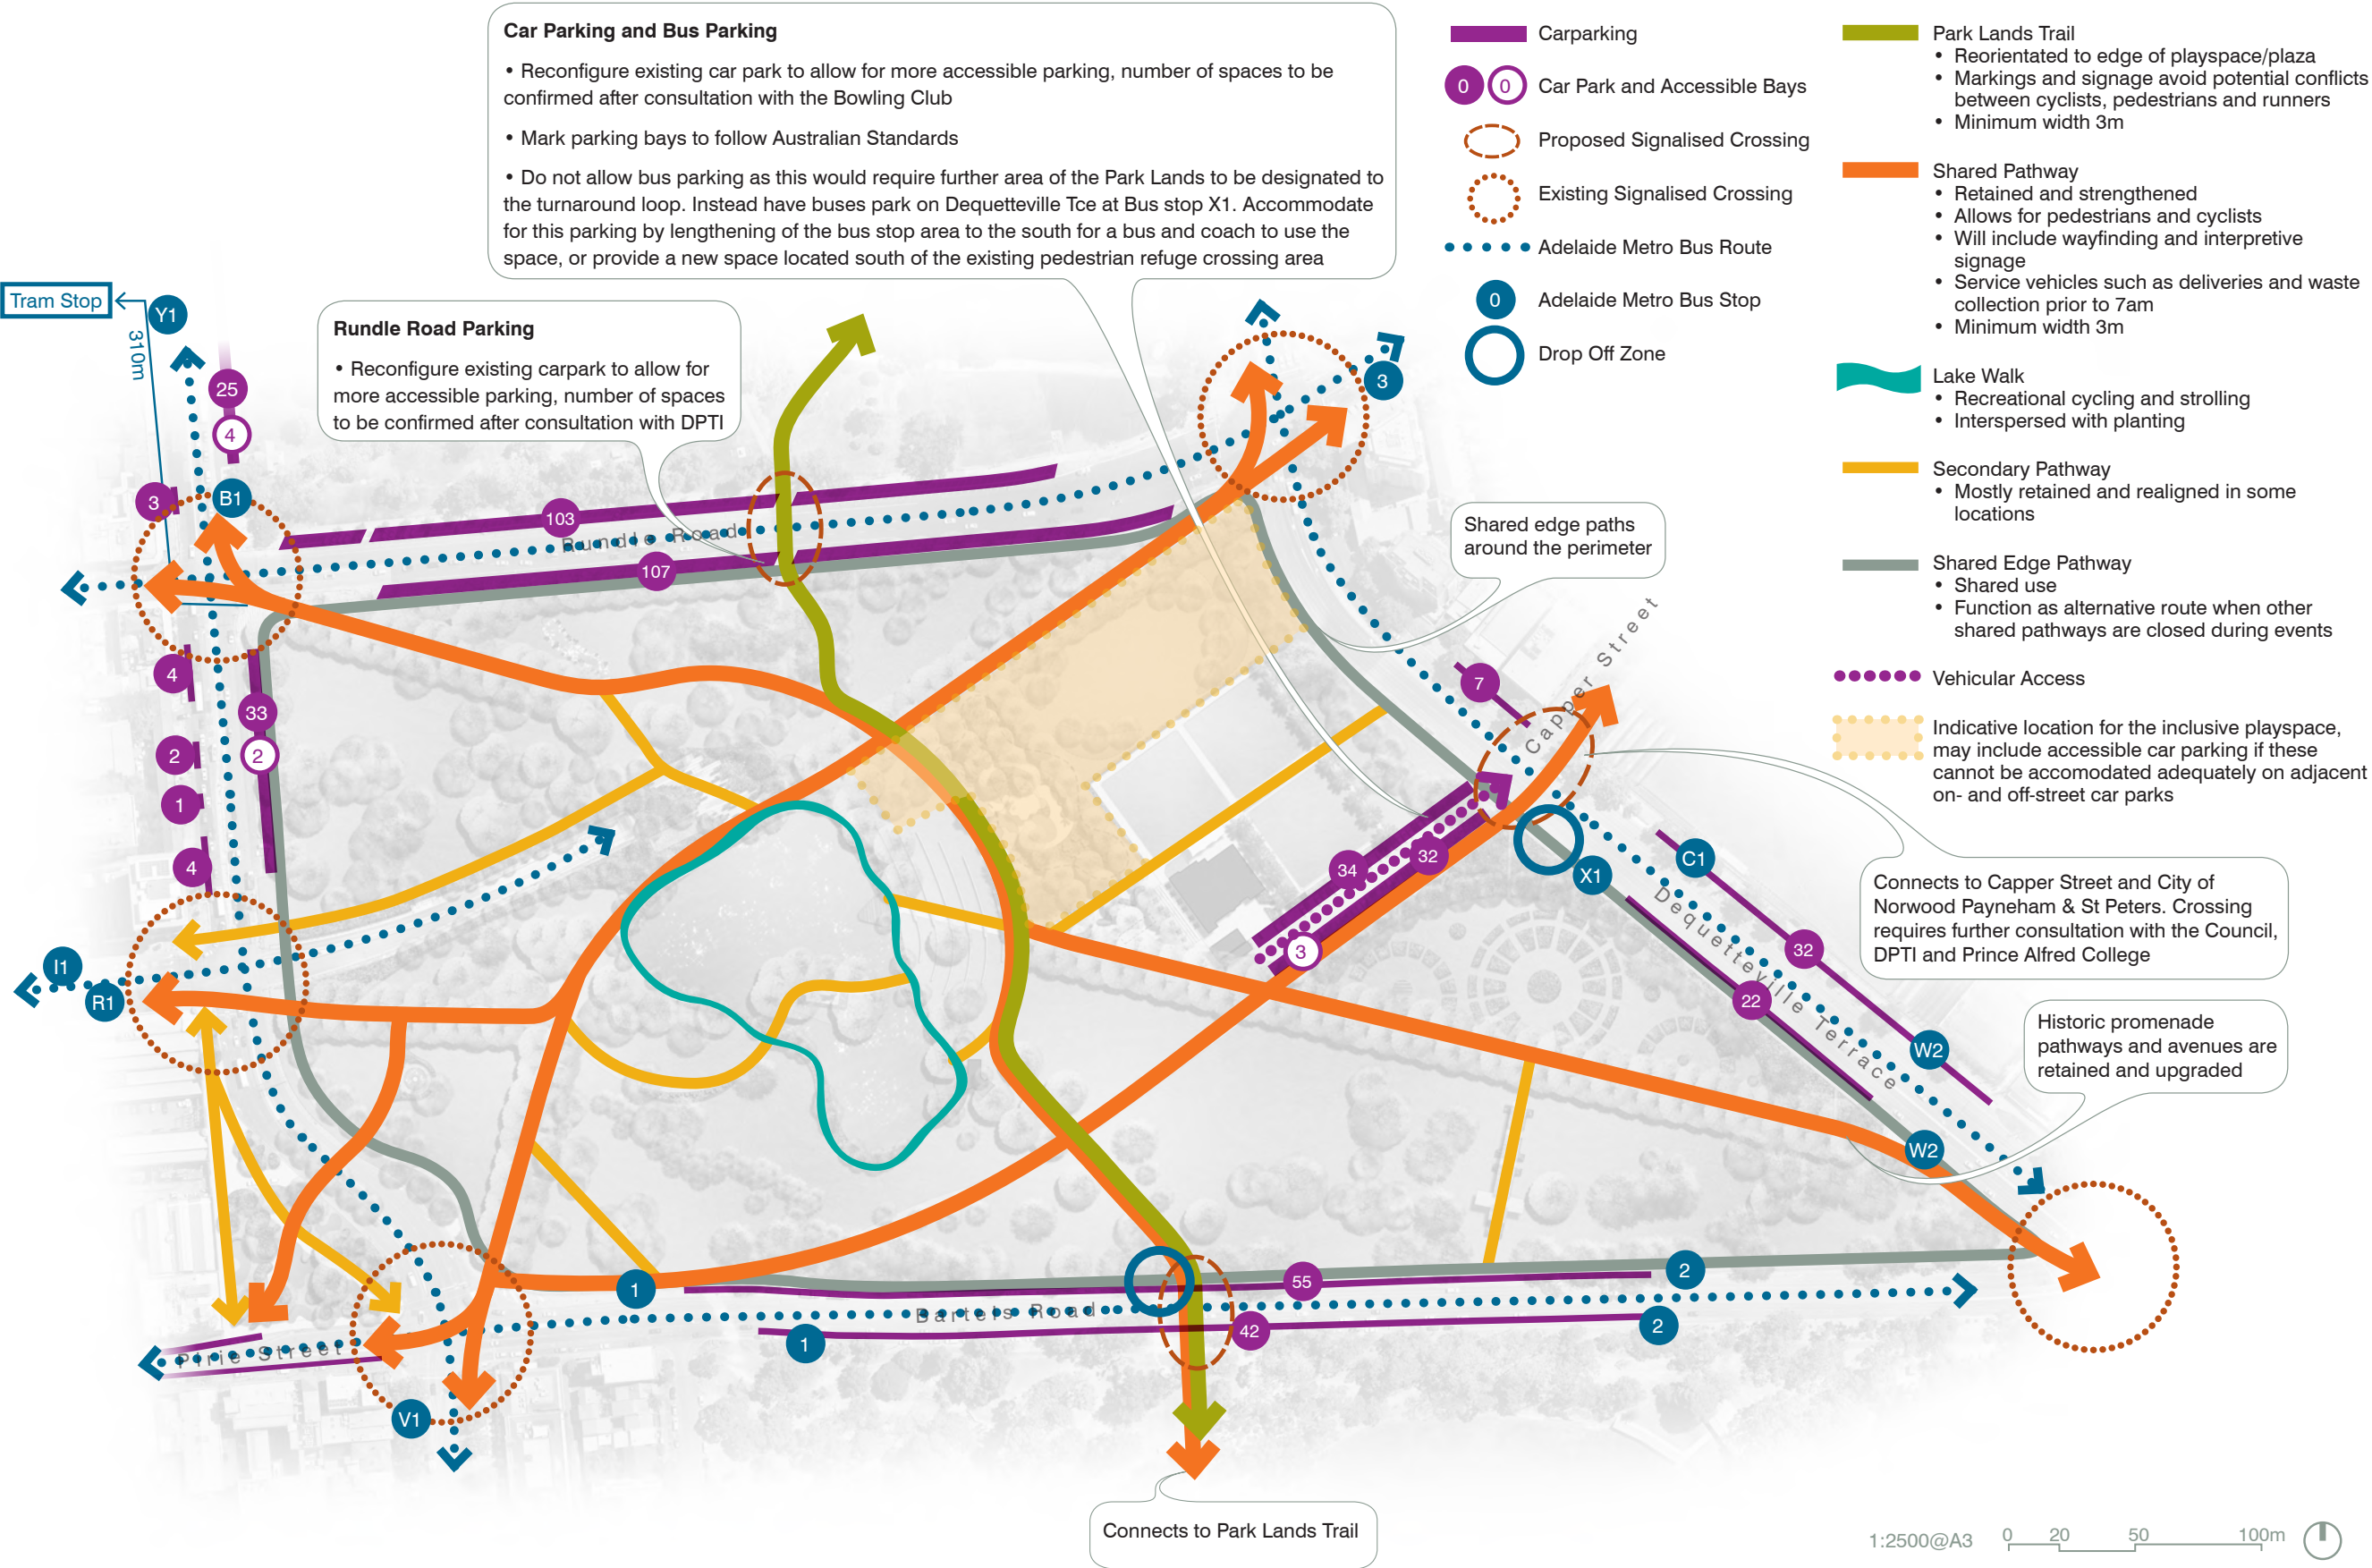 Car Parking and Bus Parking
• Reconfigure existing car park to allow for more accessible parking, number of spaces to be
confirmed after consultation with the Bowling Club
• Mark parking bays to follow Australian Standards
• Do not allow bus parking as this would require further area of the Park Lands to be designated to
the turnaround loop. Instead have buses park on Dequetteville Tce at Bus stop X1. Accommodate
for this parking by lengthening of the bus stop area to the south for a bus and coach to use the
space, or provide a new space located south of the existing pedestrian refuge crossing area
Carparking
0 0 Car Park and Accessible Bays
Proposed Signalised Crossing
Existing Signalised Crossing
Adelaide Metro Bus Route
0 Adelaide Metro Bus Stop
Drop Off Zone
Park Lands Trail
• Reorientated to edge of playspace/plaza
• Markings and signage avoid potential conflicts
between cyclists, pedestrians and runners
• Minimum width 3m
Shared Pathway
• Retained and strengthened
• Allows for pedestrians and cyclists
• Will include wayfinding and interpretive
signage
• Service vehicles such as deliveries and waste
collection prior to 7am
• Minimum width 3m
Lake Walk
• Recreational cycling and strolling
• Interspersed with planting
Secondary Pathway
• Mostly retained and realigned in some
locations
Shared Edge Pathway
• Shared use
• Function as alternative route when other
shared pathways are closed during events
Vehicular Access
Indicative location for the inclusive playspace,
may include accessible car parking if these
cannot be accomodated adequately on adjacent
on- and off-street car parks
Tram Stop
Y1
310m
Rundle Road Parking
• Reconfigure existing carpark to allow for
more accessible parking, number of spaces
to be confirmed after consultation with DPTI
25
4
3
B1
3
103
Rundle Road
107
Shared edge paths
around the perimeter
4
33
2
2
1
4
7
Capper Street
34
32
3
X1
C1
Dequetteville Terrace
32
22
W2
W2
Connects to Capper Street and City of
Norwood Payneham & St Peters. Crossing
requires further consultation with the Council,
DPTI and Prince Alfred College
Historic promenade
pathways and avenues are
retained and upgraded
I1
R1
1
55
2
Bartels Road
1
42
2
Pirie Street
V1
Connects to Park Lands Trail
1:2500@A3 0 20 50 100m